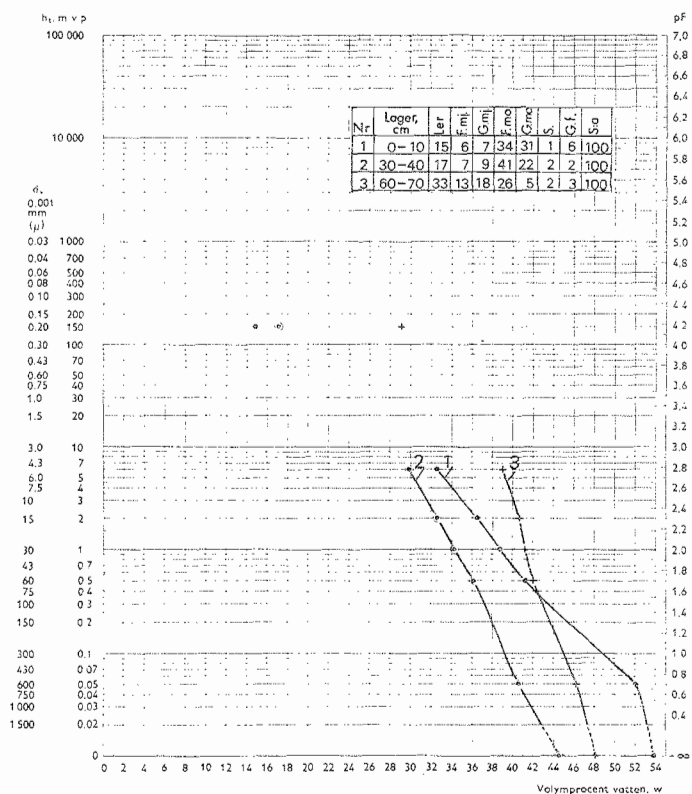 ht. m v p
pF
100 000
7,0
6,8
6,6
6,4
6,2
10 000
6,0
5,8
5,6
5,4
5,2
Nr Lager, cm Ler F.mj. G.mj. F.mo G.mo S. G.f. S:a
1 0–10 15 6 7 34 31 1 6 100
2 30–40 17 7 9 41 22 2 2 100
3 60–70 33 13 18 26 5 2 3 100
0,001
mm
(μ)
0.03 1 000 5,0
0.04 700 4,8
0.06 500
0.08 400 4,6
0.10 300
0.15 200 4,4
0.20 150 4,2
0.30 100 4,0
0.43 70 3,8
0.60 50
0.75 40 3,6
1.0 30 3,4
1.5 20 3,2
3.0 10 3,0
4.3 7 2,8
6.0 5
7.5 4 2,6
10 3 2,4
15 2 2,2
30 1 2,0
43 0.7 1,8
60 0.5
75 0.4 1,6
100 0.3 1,4
150 0.2 1,2
300 0.1 1,0
430 0.07 0,8
600 0.05
750 0.04 0,6
1 000 0.03 0,4
1 500 0.02
0 - ∞
2 1 3
0 2 4 6 8 10 12 14 16 18 20 22 24 26 28 30 32 34 36 38 40 42 44 46 48 50 52 54
Volymprocent vatten, w